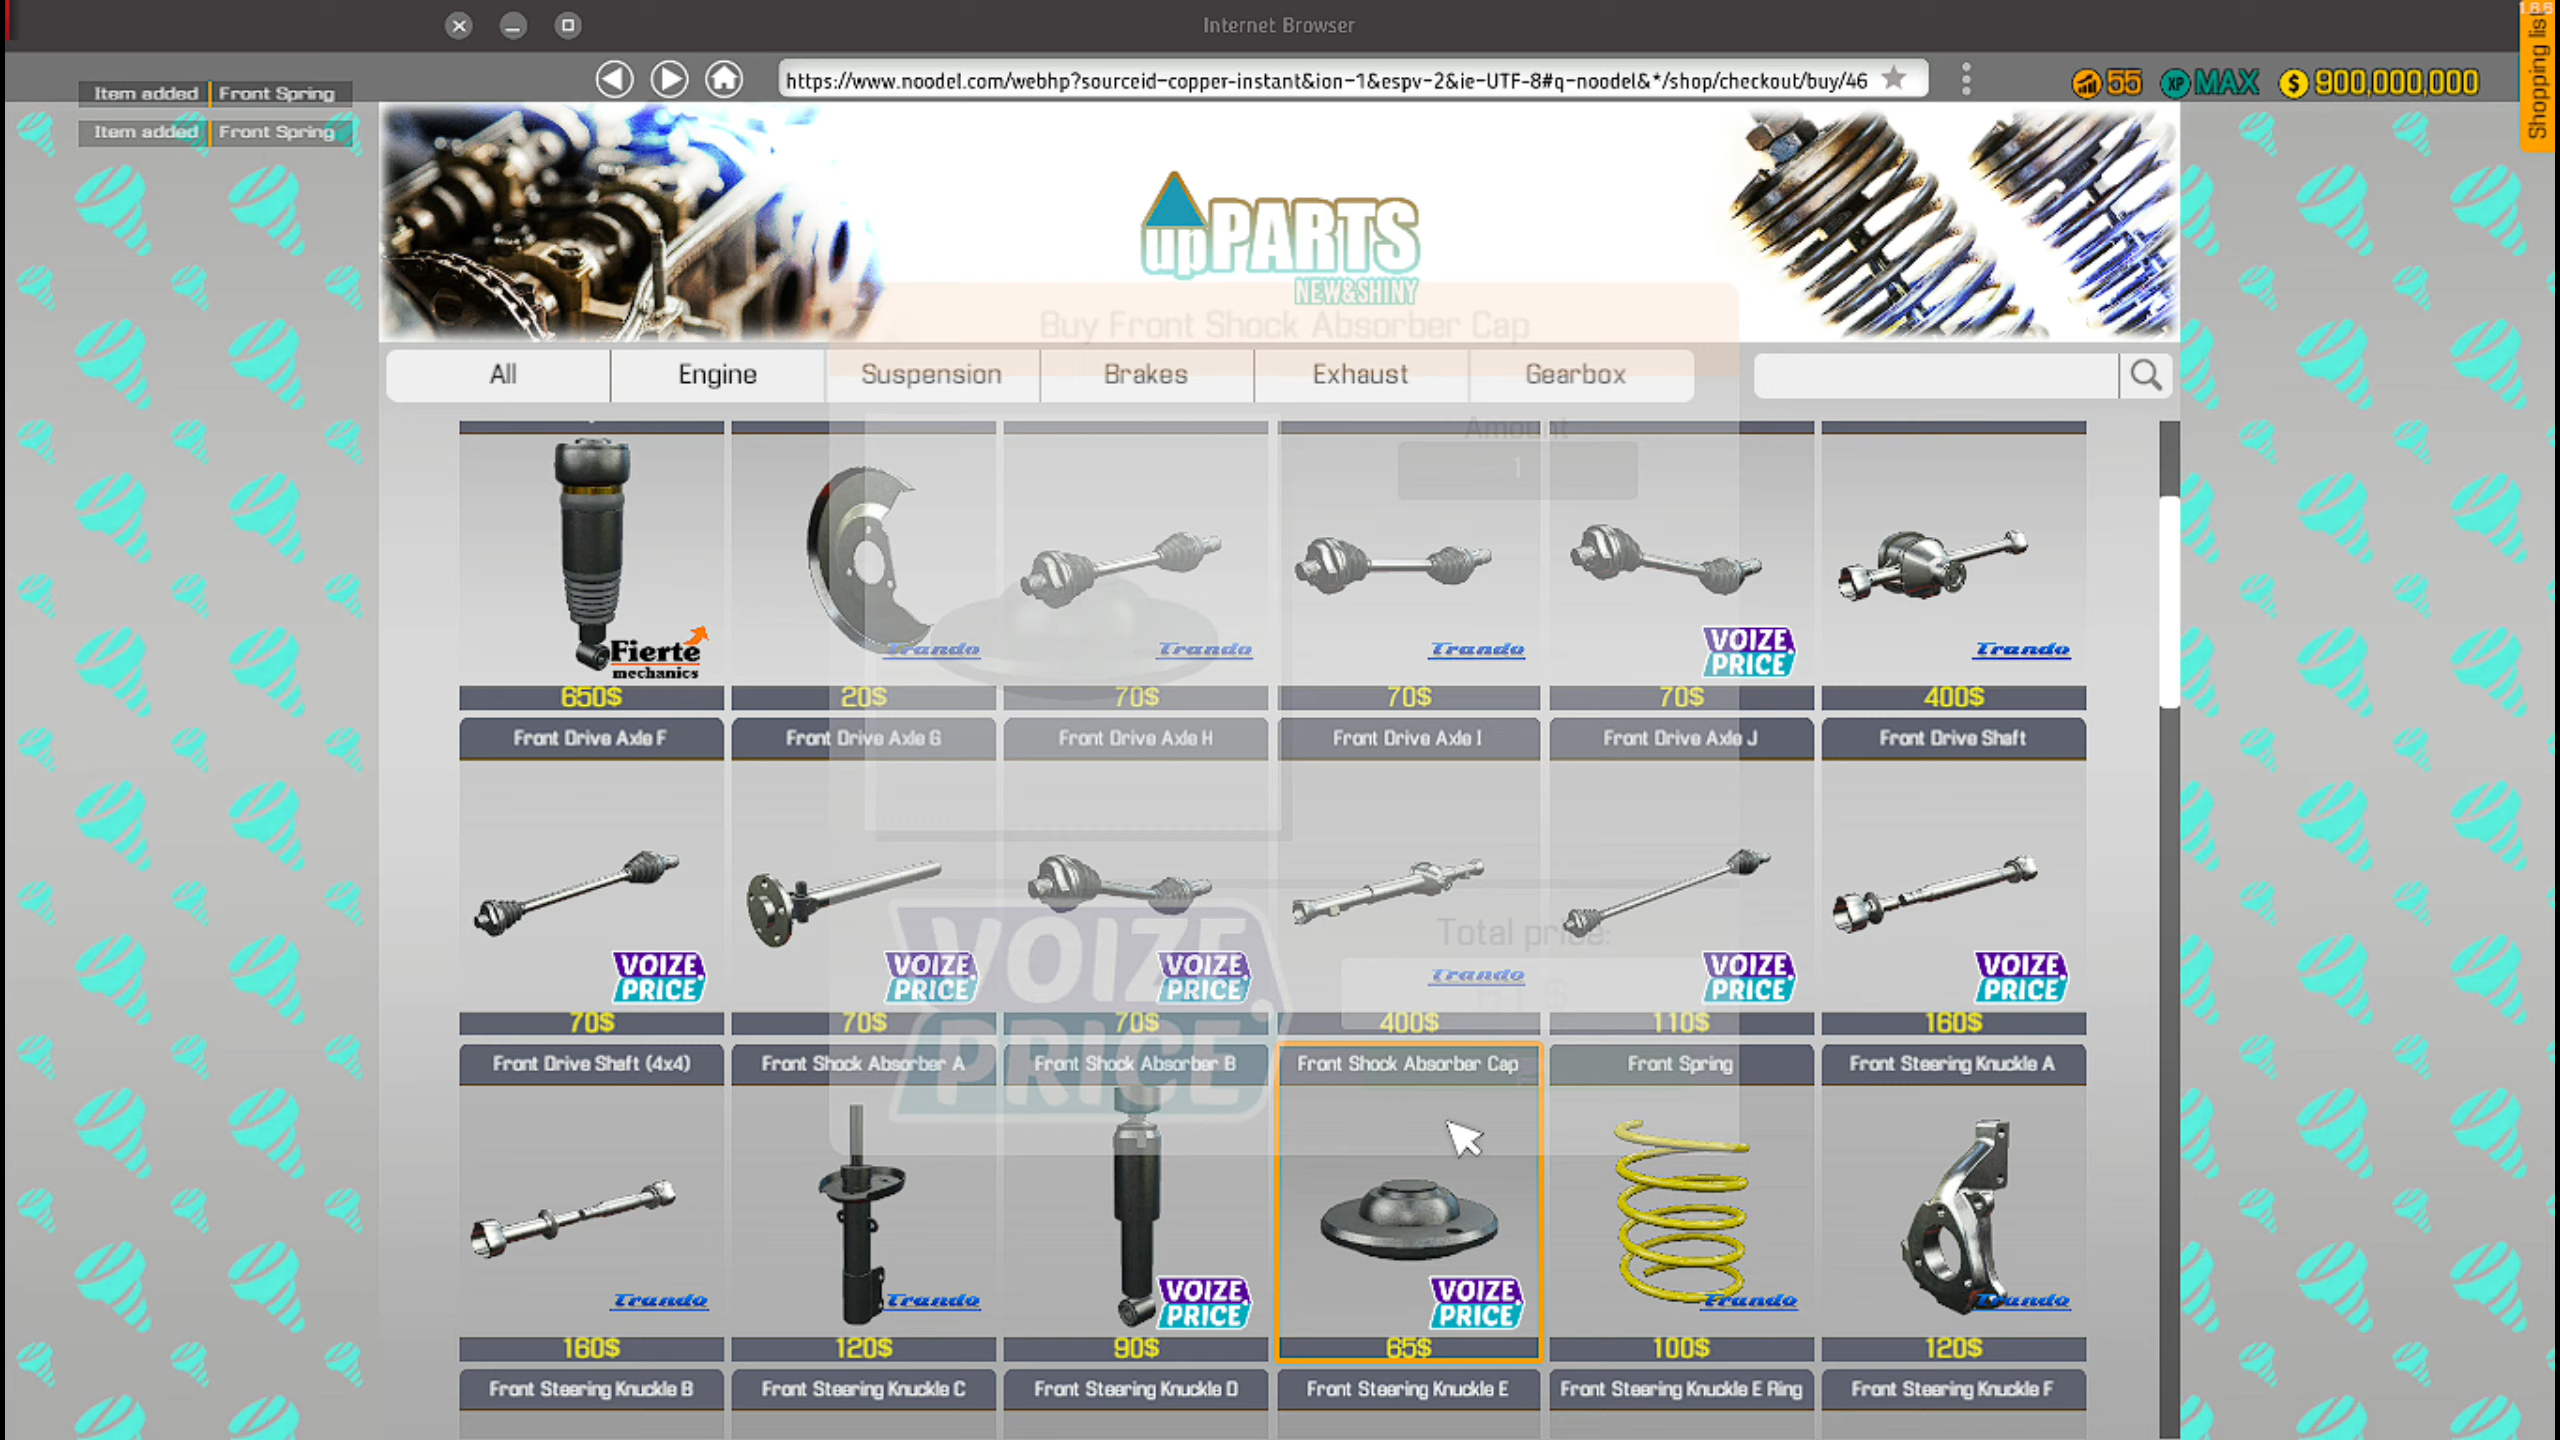 Internet Browser
Shopping list
https://www.noodel.com/webhp?sourceid-copper-instant&ion-1&espv-2&ie-UTF-8#q-noodel&*/shop/checkout/buy/46
55 XP MAX $ 900,000,000
Item added Front Spring
Item added Front Spring
upPARTS
NEW&SHINY
Buy Front Shock Absorber Cap
All Engine Suspension Brakes Exhaust Gearbox
Amount
1
Fierte mechanics Trando Trando Trando VOIZE PRICE Trando
650$ 20$ 70$ 70$ 70$ 400$
Front Drive Axle F Front Drive Axle G Front Drive Axle H Front Drive Axle I Front Drive Axle J Front Drive Shaft
Total price:
VOIZE PRICE VOIZE PRICE VOIZE PRICE Trando VOIZE PRICE VOIZE PRICE
VOIZE PRICE
70$ 70$ 70$ 400$ 110$ 160$
Front Drive Shaft (4x4) Front Shock Absorber A Front Shock Absorber B Front Shock Absorber Cap Front Spring Front Steering Knuckle A
Trando Trando VOIZE PRICE VOIZE PRICE Trando Trando
160$ 120$ 90$ 65$ 100$ 120$
Front Steering Knuckle B Front Steering Knuckle C Front Steering Knuckle D Front Steering Knuckle E Front Steering Knuckle E Ring Front Steering Knuckle F